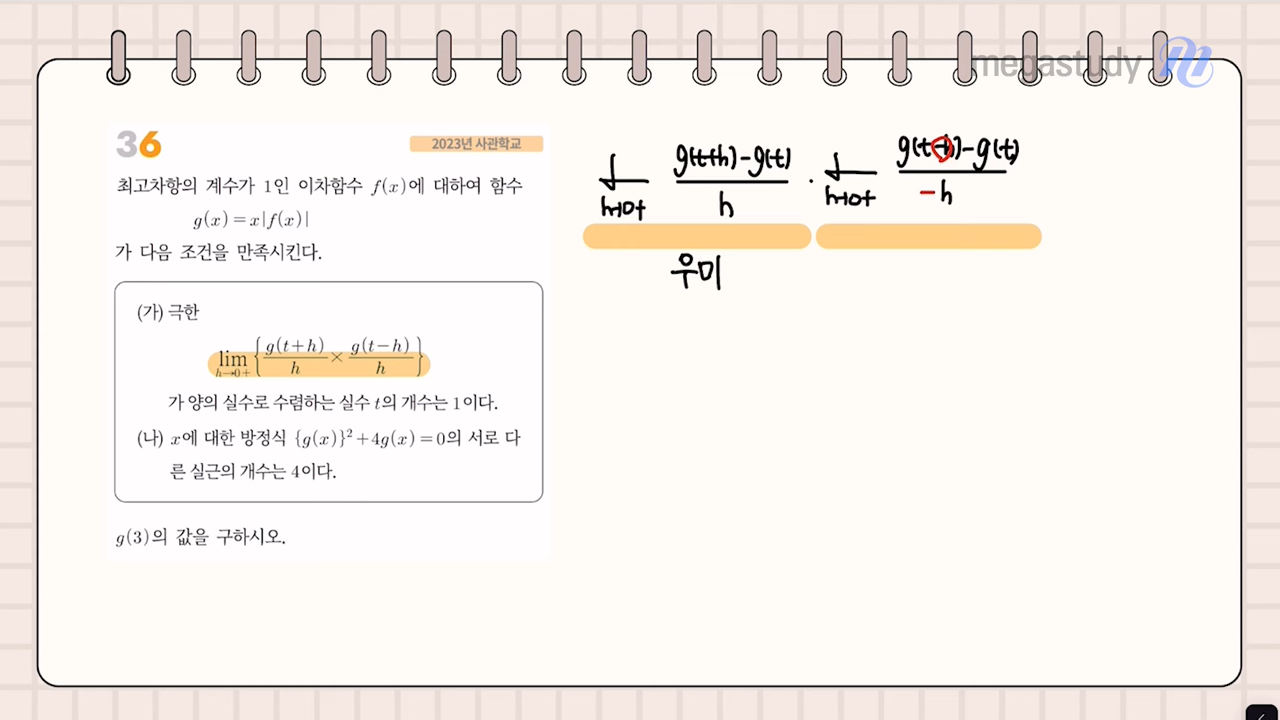 megastudy
36
2023년 사관학교
최고차항의 계수가 1인 이차함수 f(x)에 대하여 함수
g(x)=x|f(x)|
가 다음 조건을 만족시킨다.
(가) 극한
lim h→0+ {g(t+h)/h × g(t-h)/h}
가 양의 실수로 수렴하는 실수 t의 개수는 1이다.
(나) x에 대한 방정식 {g(x)}²+4g(x)=0의 서로 다
른 실근의 개수는 4이다.
g(3)의 값을 구하시오.
h→0+ g(t+h)-g(t)/h · h→0+ -g(t)/-h
우미